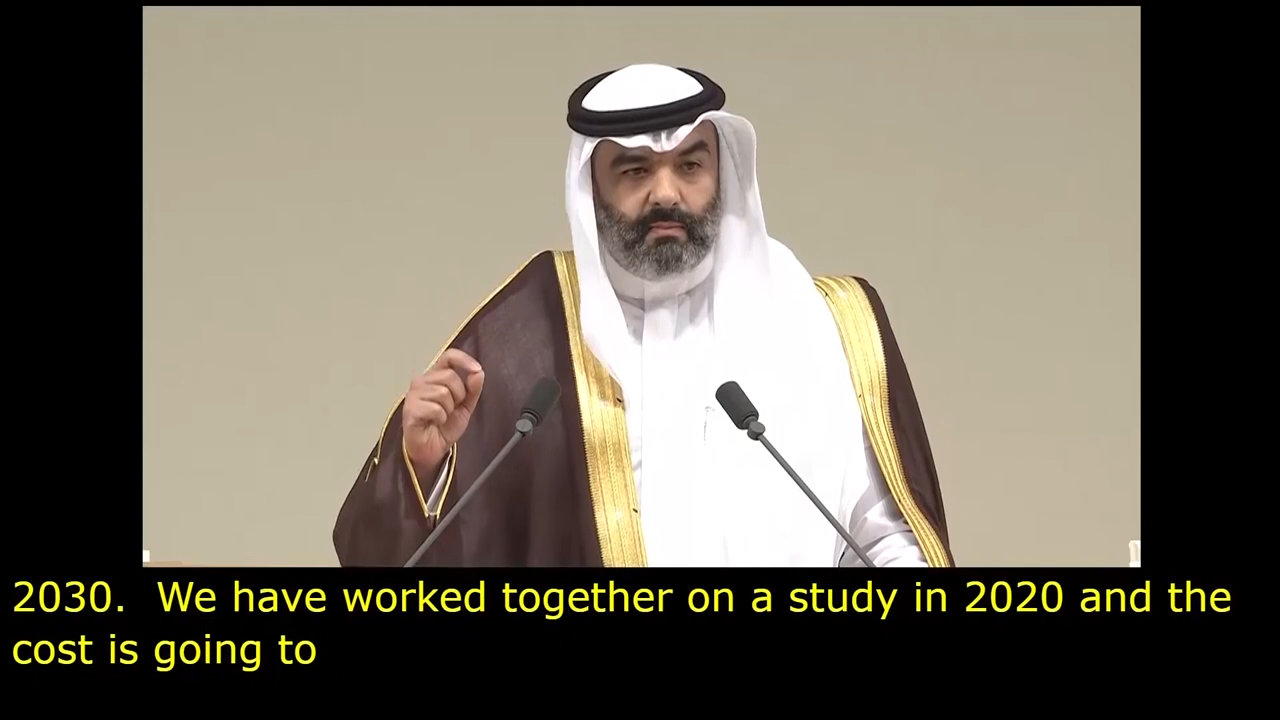 2030.  We have worked together on a study in 2020 and the
cost is going to